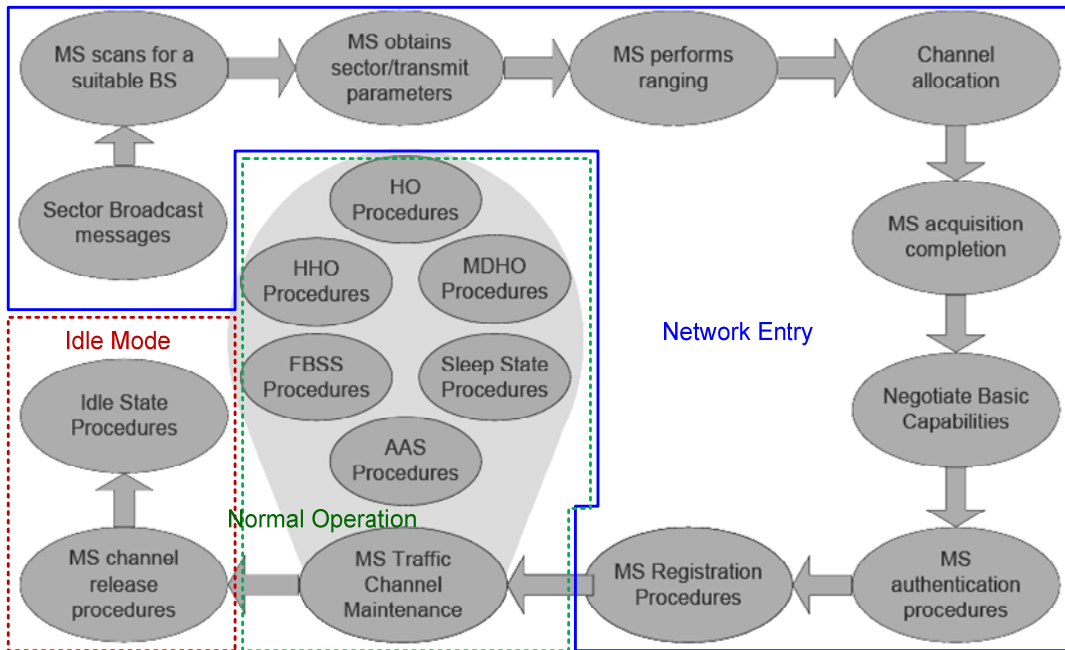 MS scans for a
suitable BS
MS obtains
sector/transmit
parameters
MS performs
ranging
Channel
allocation
Sector Broadcast
messages
HO
Procedures
MS acquisition
completion
HHO
Procedures
MDHO
Procedures
Idle Mode
Network Entry
FBSS
Procedures
Sleep State
Procedures
Idle State
Procedures
Negotiate Basic
Capabilities
AAS
Procedures
Normal Operation
MS channel
release
procedures
MS Traffic
Channel
Maintenance
MS Registration
Procedures
MS
authentication
procedures